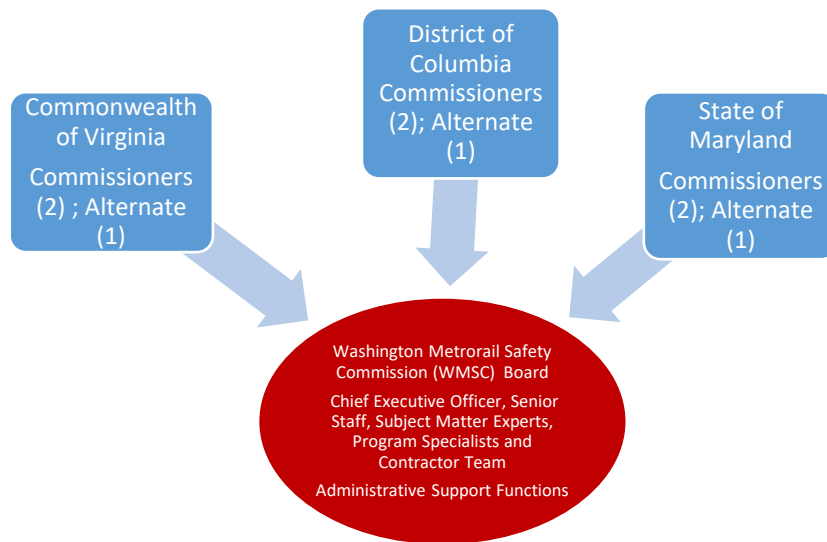 Commonwealth
of Virginia
Commissioners
(2) ; Alternate
(1)
District of
Columbia
Commissioners
(2); Alternate
(1)
State of
Maryland
Commissioners
(2); Alternate
(1)
Washington Metrorail Safety
Commission (WMSC) Board
Chief Executive Officer, Senior
Staff, Subject Matter Experts,
Program Specialists and
Contractor Team
Administrative Support Functions